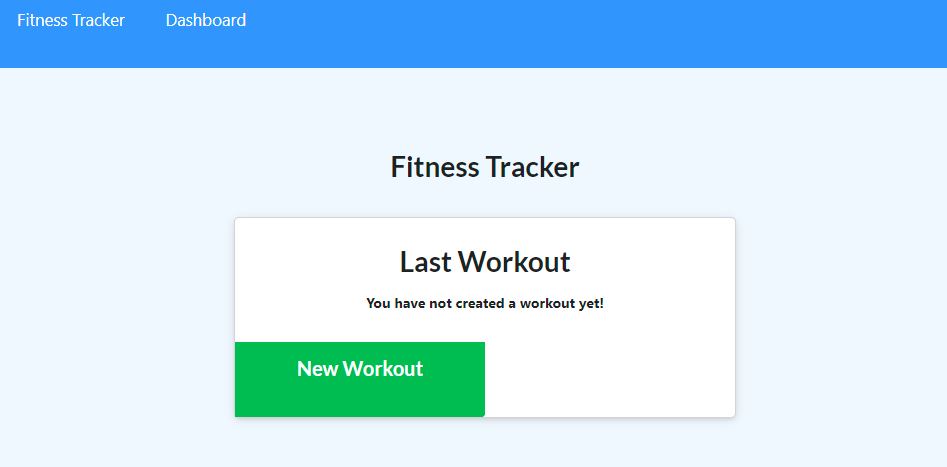 Fitness Tracker Dashboard
Fitness Tracker
Last Workout
You have not created a workout yet!
New Workout